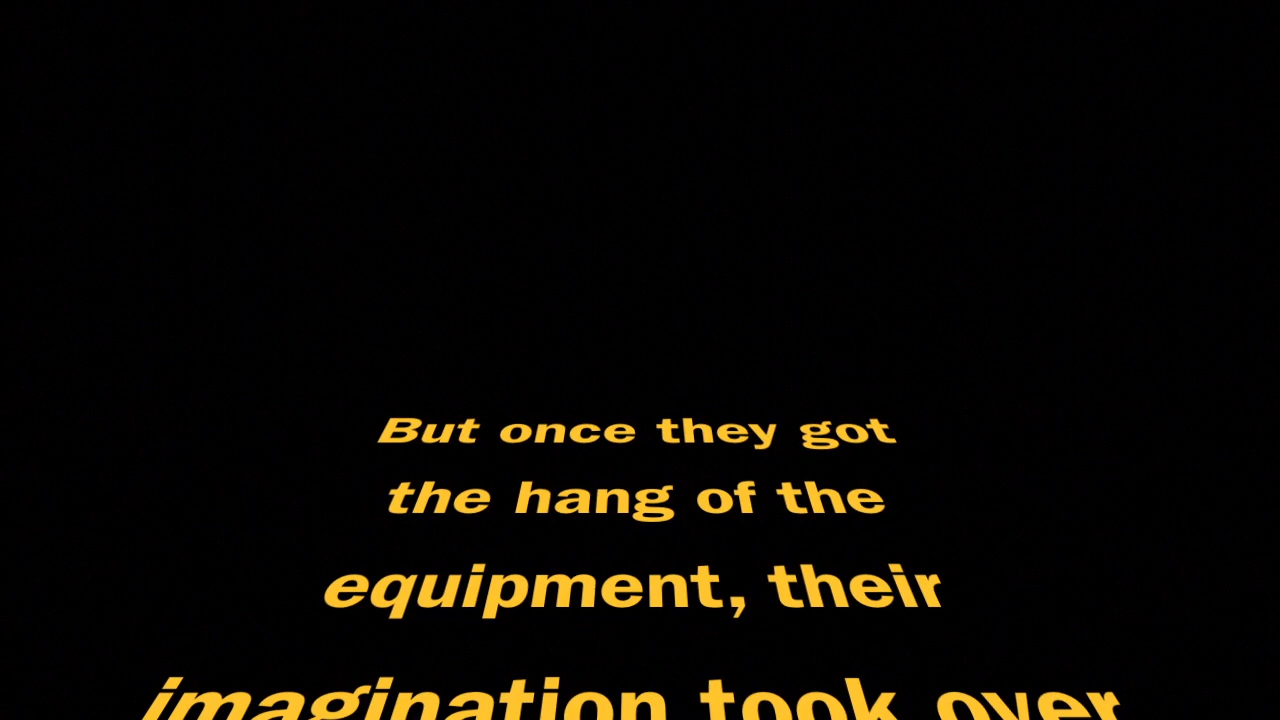 But once they got
the hang of the
equipment, their
imagination took over